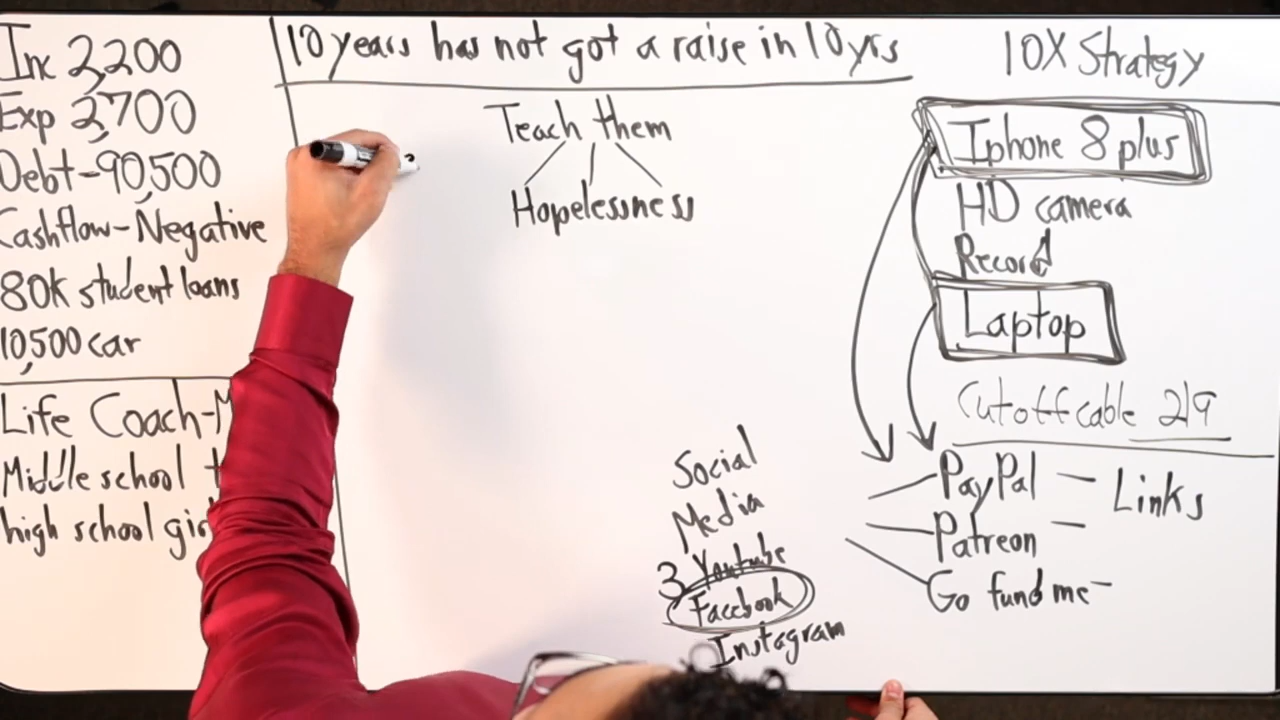 Inc 2,200
Exp 2,700
Debt-90,500
Cashflow-Negative
80K student loans
10,500 car
Life Coach-
Middle school
high school
10 years has not got a raise in 10 yrs
Teach them
Hopelessness
Social
Media
3 Youtube
Facebook
Instagram
10X Strategy
Iphone 8 plus
HD camera
Record
Laptop
Cutoff cable 219
PayPal - Links
Patreon -
Go fund me -